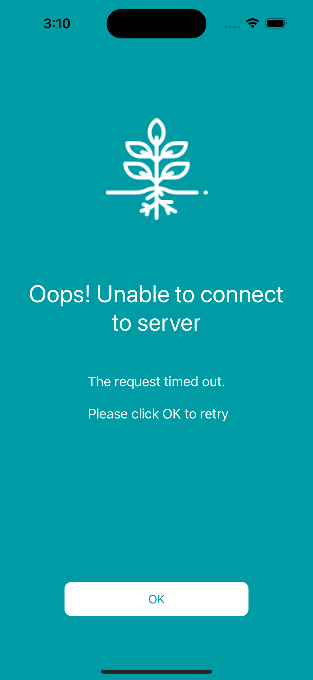 3:10
Oops! Unable to connect
to server
The request timed out.
Please click OK to retry
OK